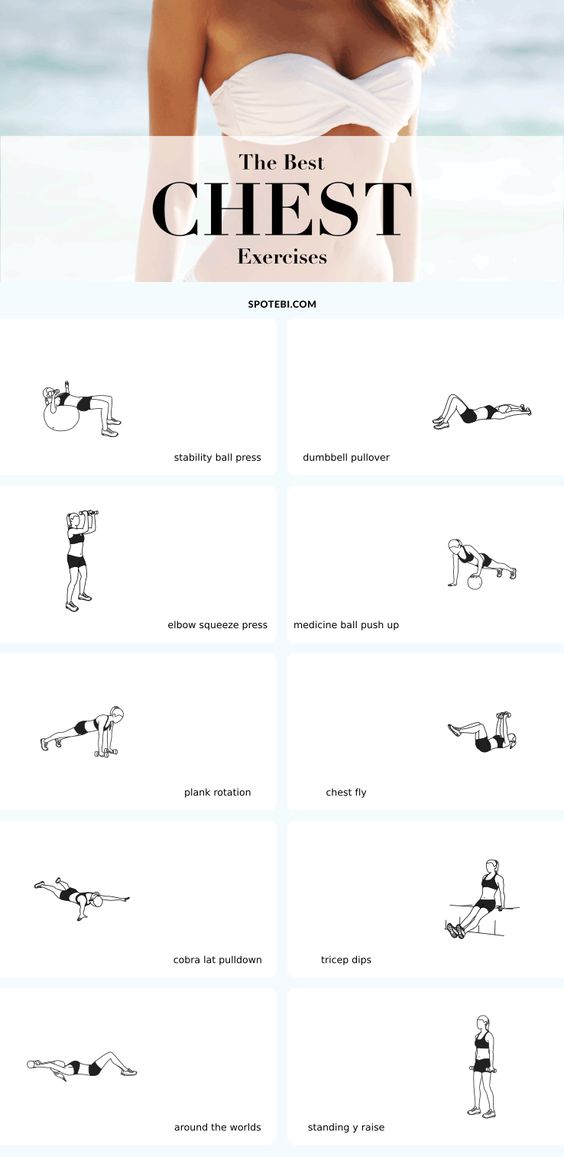 The Best
CHEST
Exercises
SPOTEBI.COM
stability ball press
dumbbell pullover
elbow squeeze press
medicine ball push up
plank rotation
chest fly
cobra lat pulldown
tricep dips
around the worlds
standing y raise